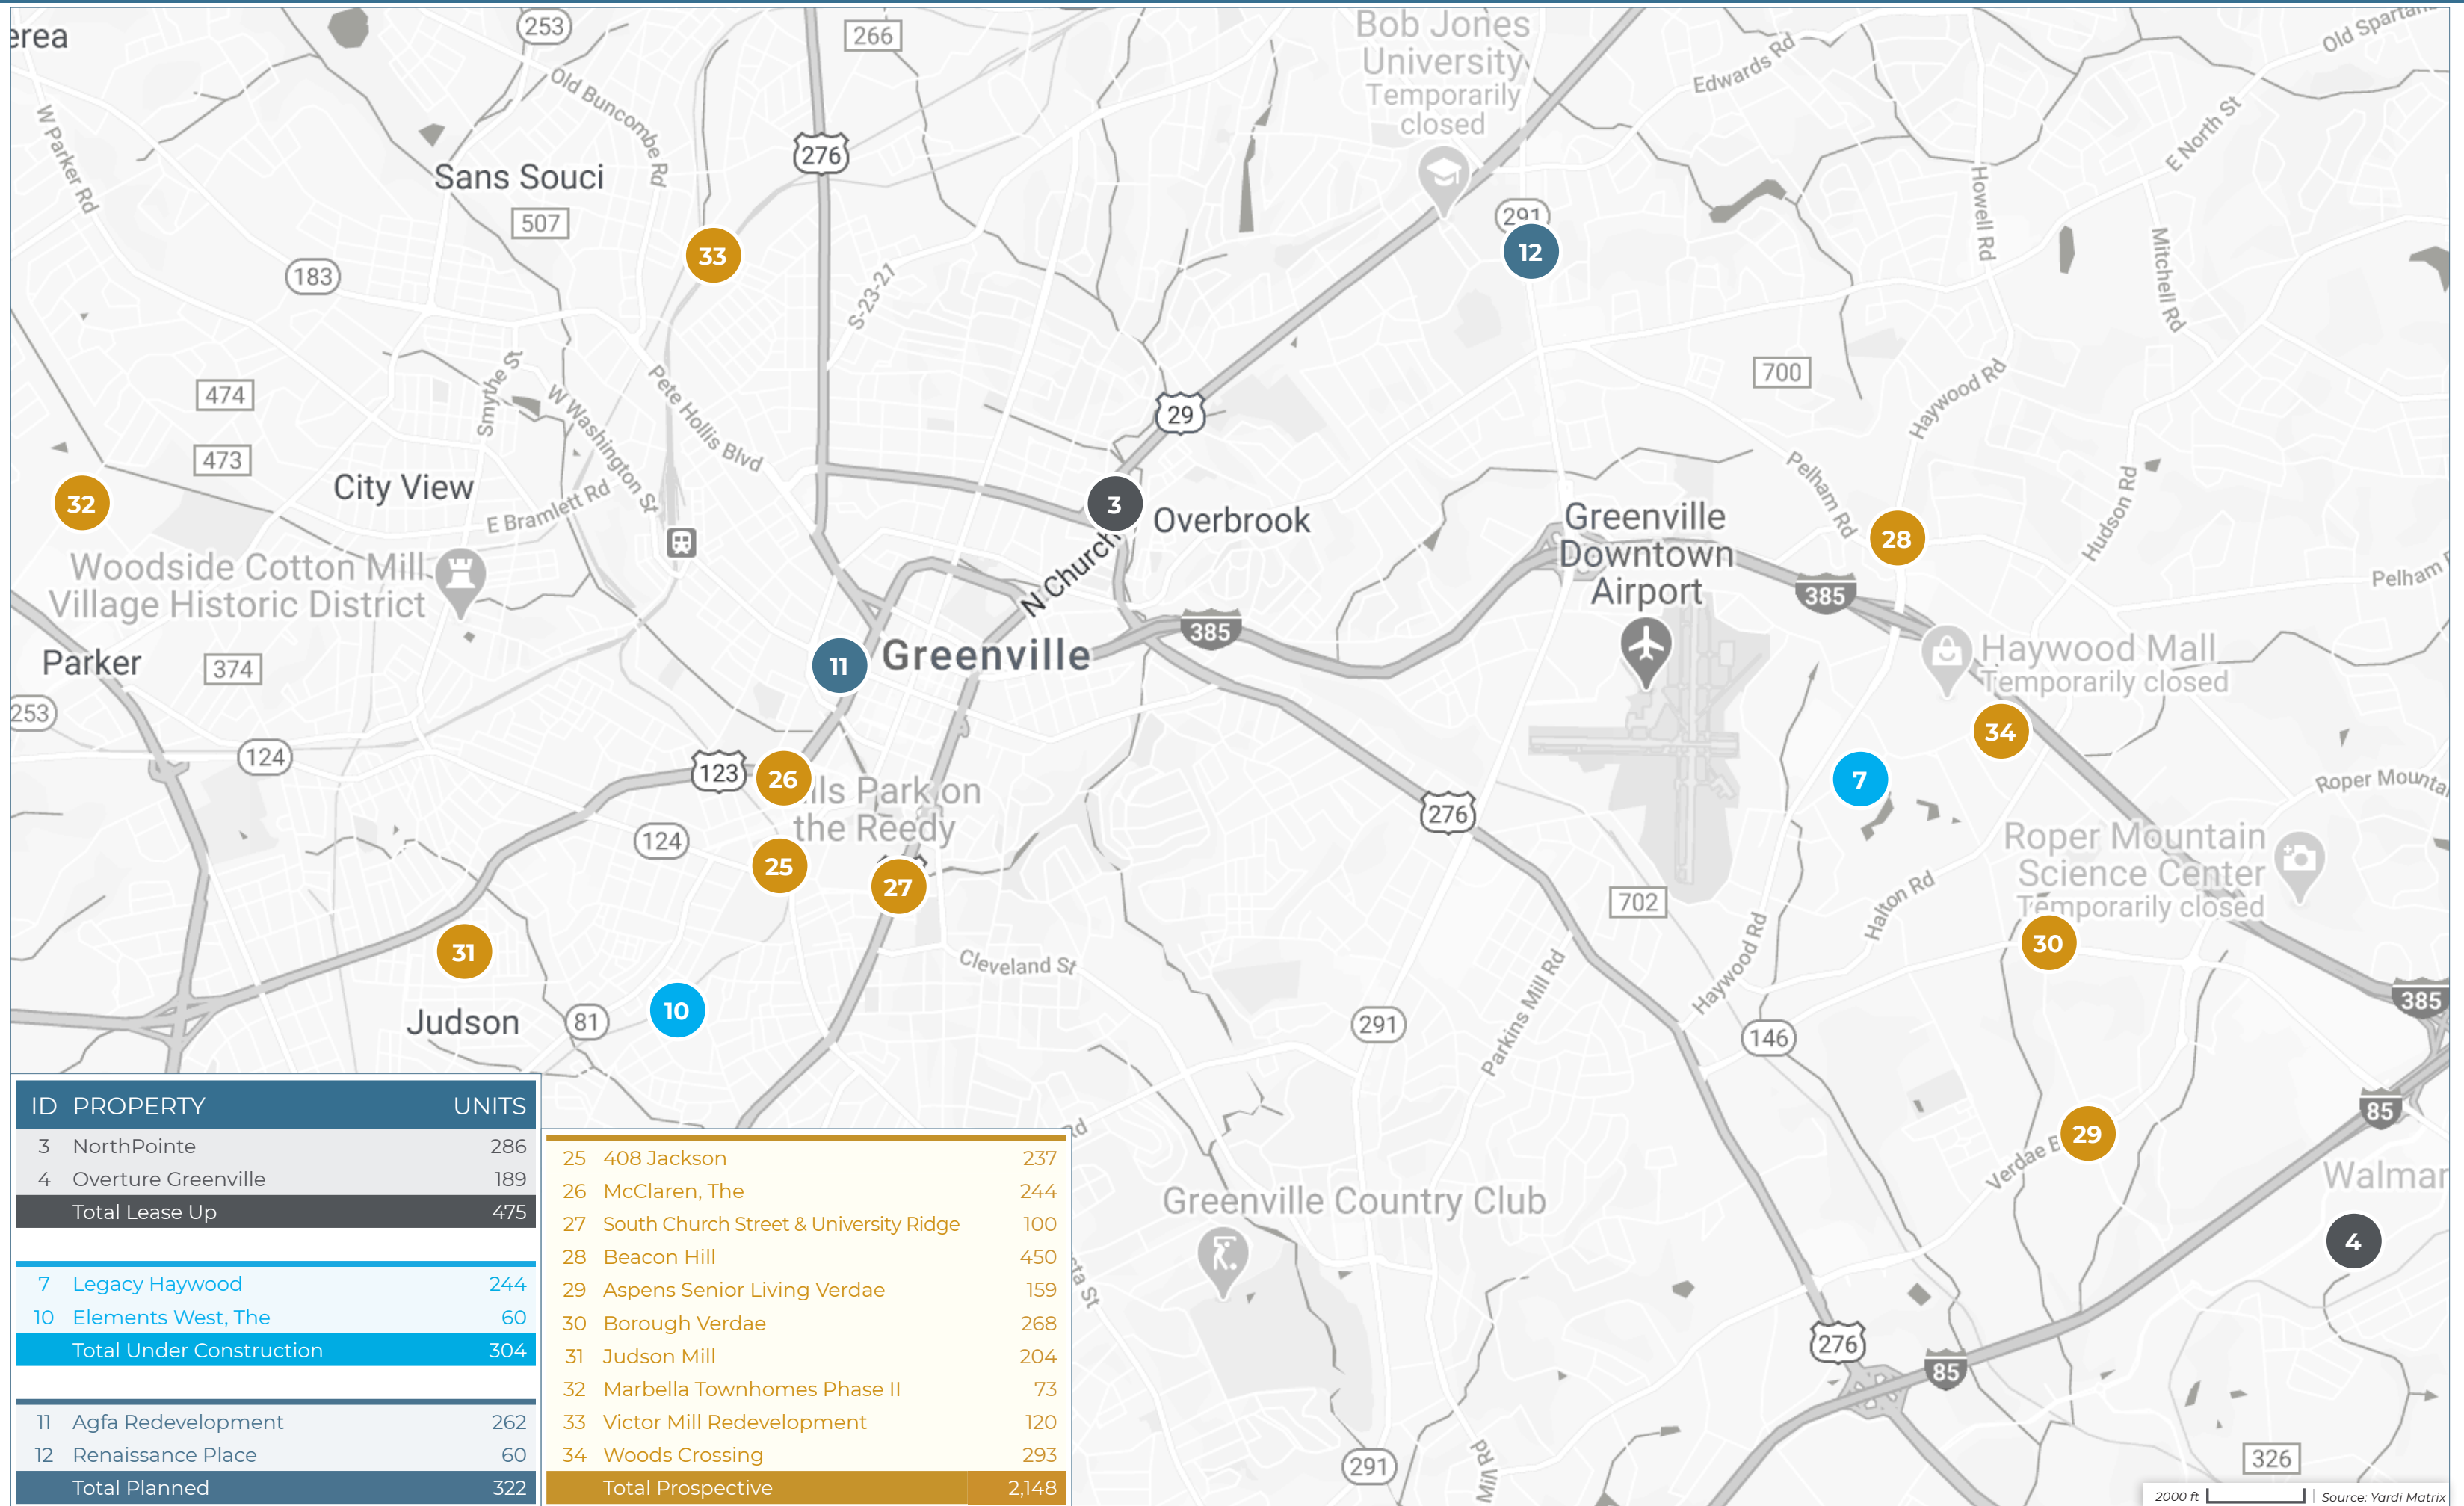 erea
253
266
Bob Jones
University
Temporarily
closed
Edwards Rd
Old Spartan
Old Buncombe Rd
W Parker Rd
276
Sans Souci
507
E North St
Howell Rd
291
12
33
183
S-23-21
Mitchell Rd
474
Smythe St
W Washington St
Pete Hollis Blvd
29
700
Haywood Rd
473
City View
E Bramlett Rd
32
3
Overbrook
Pelham Rd
Hudson Rd
Greenville
Downtown
Airport
28
Woodside Cotton Mill
Village Historic District
N Church
385
Pelham
385
Parker
374
11
Greenville
Haywood Mall
Temporarily closed
253
124
123
26
lls Park on
the Reedy
34
7
Roper Mounta
276
124
25
27
Roper Mountain
Science Center
Temporarily closed
702
Halton Rd
31
Cleveland St
Parkins Mill Rd
Haywood Rd
30
385
Judson
81
10
291
146
85
29
Verdae B
Walmar
4
Greenville Country Club
Rd
sta St
276
85
291
Mill Rd
326
ID PROPERTY UNITS
3 NorthPointe 286
4 Overture Greenville 189
Total Lease Up 475
7 Legacy Haywood 244
10 Elements West, The 60
Total Under Construction 304
11 Agfa Redevelopment 262
12 Renaissance Place 60
Total Planned 322
25 408 Jackson 237
26 McClaren, The 244
27 South Church Street & University Ridge 100
28 Beacon Hill 450
29 Aspens Senior Living Verdae 159
30 Borough Verdae 268
31 Judson Mill 204
32 Marbella Townhomes Phase II 73
33 Victor Mill Redevelopment 120
34 Woods Crossing 293
Total Prospective 2,148
2000 ft
Source: Yardi Matrix